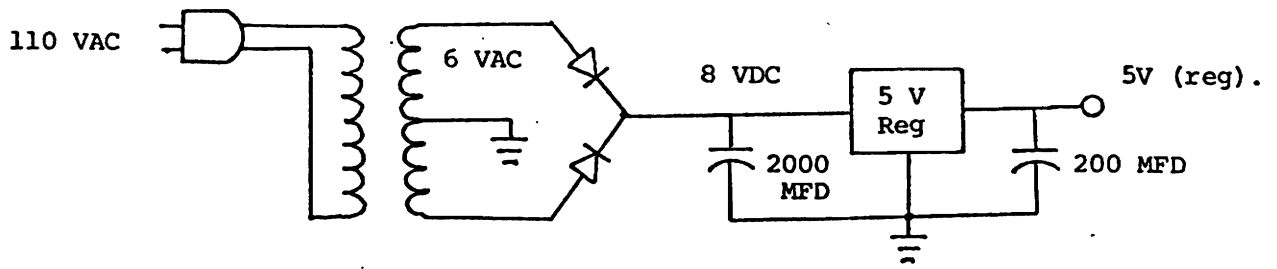 110 VAC
6 VAC
8 VDC
5 V
Reg
5V (reg).
2000
MFD
200 MFD